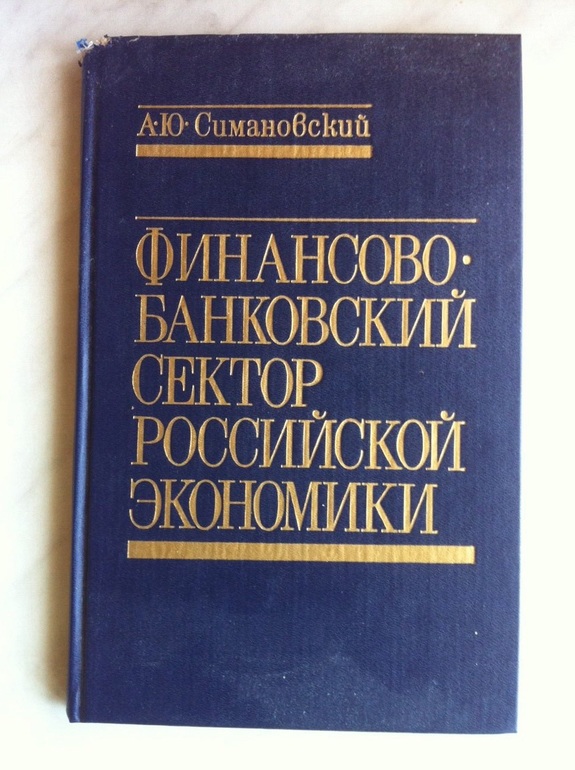 А·Ю· Симановский
ФИНАНСОВО-
БАНКОВСКИЙ
СЕКТОР
РОССИЙСКОЙ
ЭКОНОМИКИ